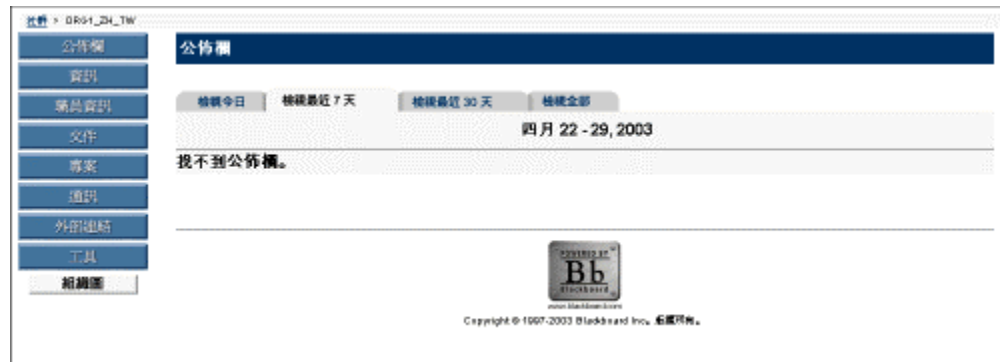 社群 > ORG1_ZH_TW
公佈欄
資訊
職員資訊
文件
專案
通訊
外部連結
工具
組織圖
公佈欄
檢視今日 檢視最近 7 天 檢視最近 30 天 檢視全部
四月 22 - 29, 2003
找不到公佈欄。
POWERED BY
Bb
Blackboard
www.blackboard.com
Copyright © 1997-2003 Blackboard Inc。版權所有。